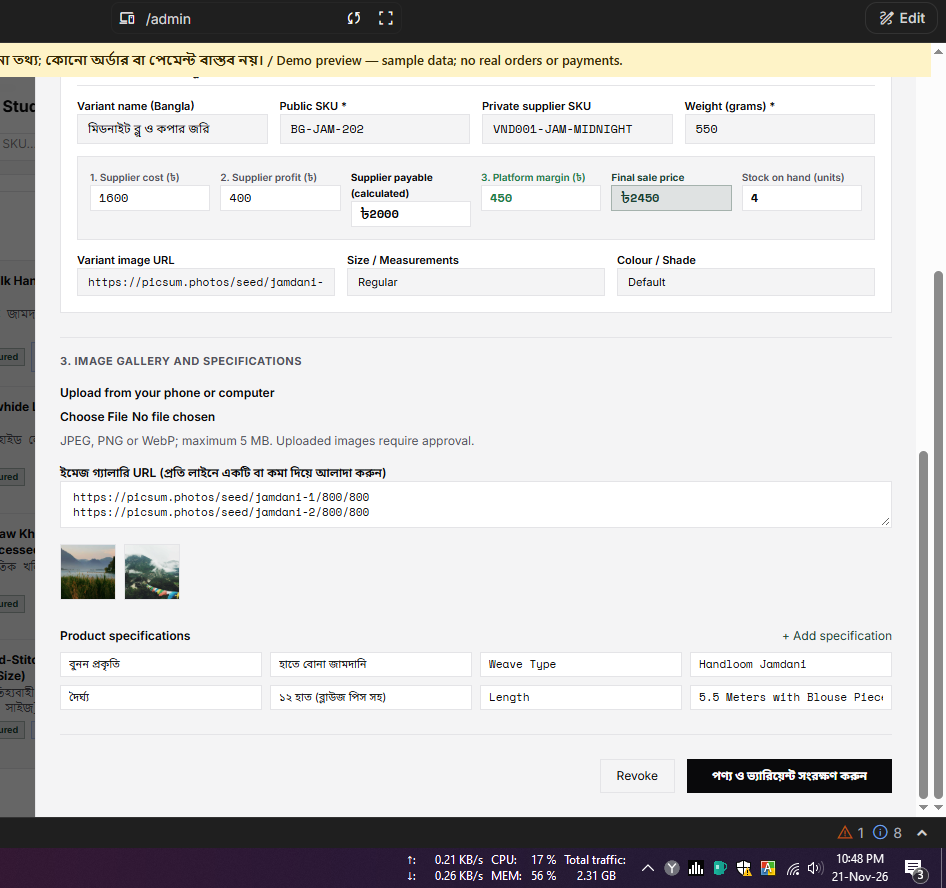 /admin
Edit
না তথ্য; কোনো অর্ডার বা পেমেন্ট বাস্তব নয়। / Demo preview — sample data; no real orders or payments.
Variant name (Bangla)
Public SKU *
Private supplier SKU
Weight (grams) *
মিডনাইট ব্লু ও কপার জরি
BG-JAM-202
VND001-JAM-MIDNIGHT
550
1. Supplier cost (৳)
2. Supplier profit (৳)
Supplier payable (calculated)
3. Platform margin (৳)
Final sale price
Stock on hand (units)
1600
400
৳2000
450
৳2450
4
Variant image URL
Size / Measurements
Colour / Shade
https://picsum.photos/seed/jamdani-
Regular
Default
3. IMAGE GALLERY AND SPECIFICATIONS
Upload from your phone or computer
Choose File No file chosen
JPEG, PNG or WebP; maximum 5 MB. Uploaded images require approval.
ইমেজ গ্যালারি URL (প্রতি লাইনে একটি বা কমা দিয়ে আলাদা করুন)
https://picsum.photos/seed/jamdani-1/800/800
https://picsum.photos/seed/jamdani-2/800/800
Product specifications
+ Add specification
বুনন প্রকৃতি
হাতে বোনা জামদানি
Weave Type
Handloom Jamdani
দৈর্ঘ্য
১২ হাত (ব্লাউজ পিস সহ)
Length
5.5 Meters with Blouse Piece
Revoke
পণ্য ও ভ্যারিয়েন্ট সংরক্ষণ করুন
1
8
↑: 0.21 KB/s CPU: 17 % Total traffic:
↓: 0.26 KB/s MEM: 56 % 2.31 GB
10:48 PM
21-Nov-26
3